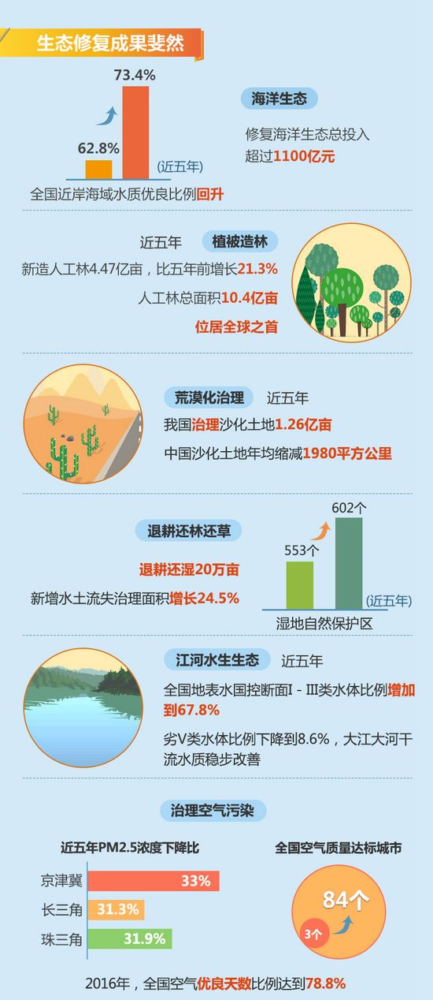 生态修复成果斐然
73.4%
62.8%
(近五年)
全国近岸海域水质优良比例回升
海洋生态
修复海洋生态总投入
超过1100亿元
近五年 植被造林
新造人工林4.47亿亩，比五年前增长21.3%
人工林总面积10.4亿亩
位居全球之首
荒漠化治理 近五年
我国治理沙化土地1.26亿亩
中国沙化土地年均缩减1980平方公里
退耕还林还草
退耕还湿20万亩
新增水土流失治理面积增长24.5%
602个
553个
(近五年)
湿地自然保护区
江河水生生态 近五年
全国地表水国控断面I - III类水体比例增加
到67.8%
劣V类水体比例下降到8.6%，大江大河干
流水质稳步改善
治理空气污染
近五年PM2.5浓度下降比
京津冀 33%
长三角 31.3%
珠三角 31.9%
全国空气质量达标城市
84个
3个
2016年，全国空气优良天数比例达到78.8%